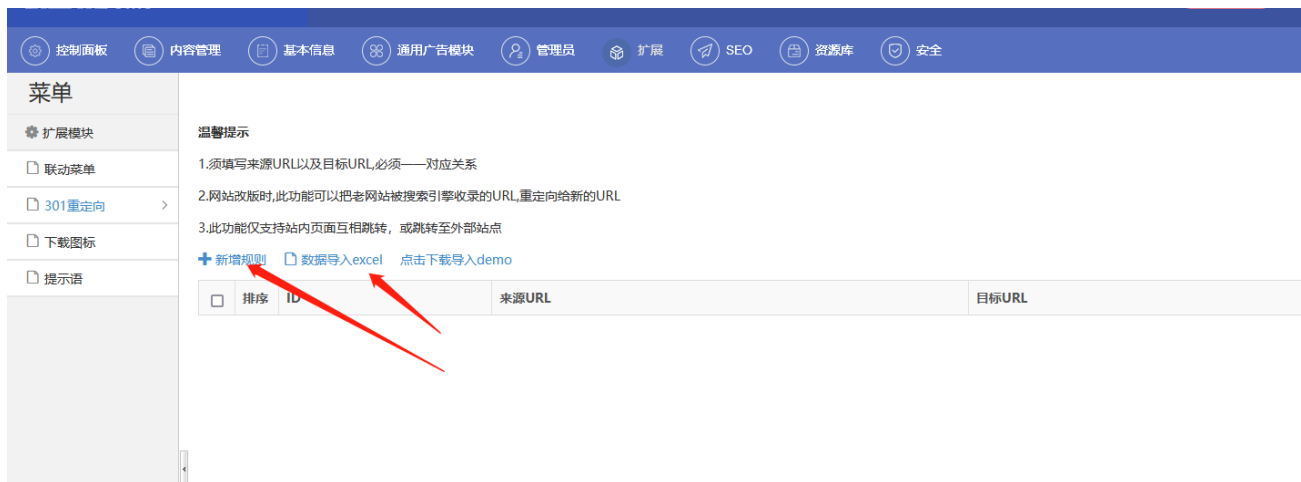 控制面板 内容管理 基本信息 通用广告模块 管理员 扩展 SEO 资源库 安全
菜单
扩展模块
联动菜单
301重定向
下载图标
提示语
温馨提示
1.须填写来源URL以及目标URL,必须一一对应关系
2.网站改版时,此功能可以把老网站被搜索引擎收录的URL,重定向给新的URL
3.此功能仅支持站内页面互相跳转，或跳转至外部站点
新增规则 数据导入excel 点击下载导入demo
排序 ID 来源URL 目标URL